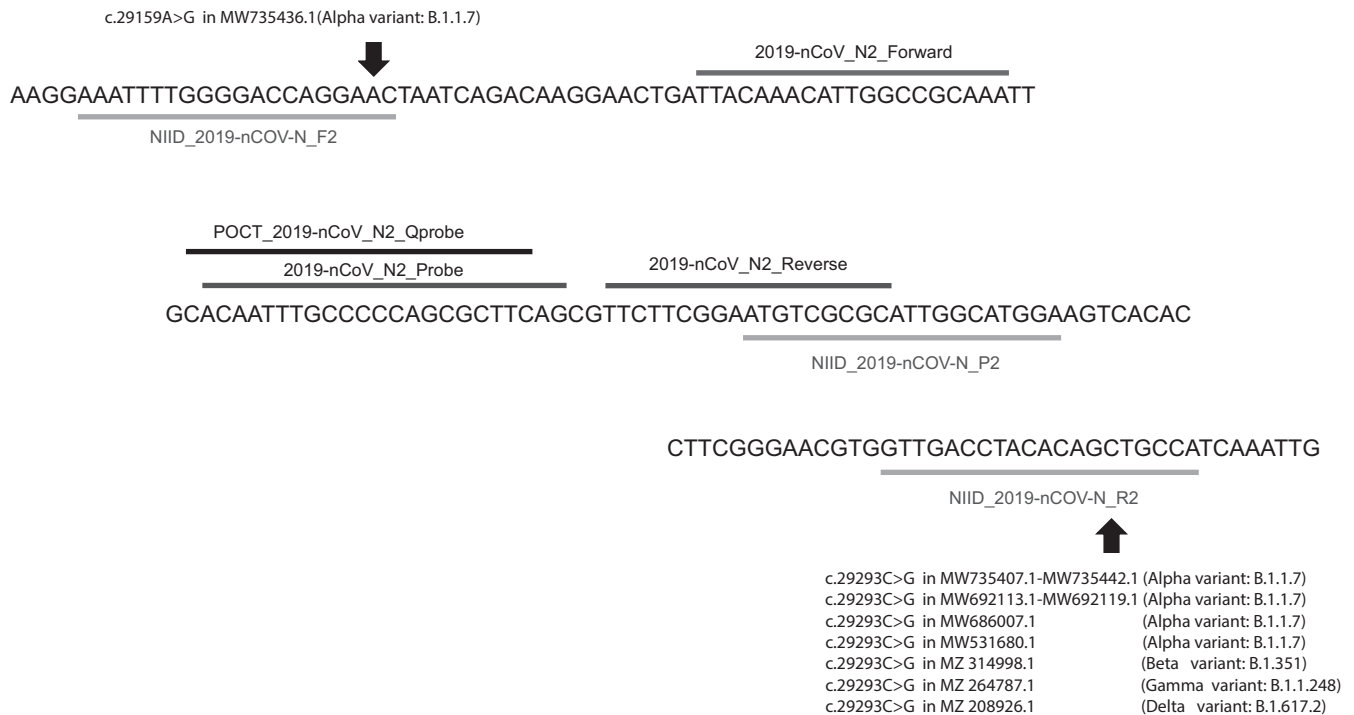 c.29159A>G in MW735436.1(Alpha variant: B.1.1.7)
2019-nCoV_N2_Forward
AAGGAAATTTTGGGGACCAGGAACTAATCAGACAAGGAACTGATTACAAACATTGGCCGCAAATT
NIID_2019-nCOV-N_F2
POCT_2019-nCoV_N2_Qprobe
2019-nCoV_N2_Probe
2019-nCoV_N2_Reverse
GCACAATTTGCCCCCAGCGCTTCAGCGTTCTTCGGAATGTCGCGCATTGGCATGGAAGTCACAC
NIID_2019-nCOV-N_P2
CTTCGGGAACGTGGTTGACCTACACAGCTGCCATCAAATTG
NIID_2019-nCOV-N_R2
c.29293C>G in MW735407.1-MW735442.1 (Alpha variant: B.1.1.7)
c.29293C>G in MW692113.1-MW692119.1 (Alpha variant: B.1.1.7)
c.29293C>G in MW686007.1 (Alpha variant: B.1.1.7)
c.29293C>G in MW531680.1 (Alpha variant: B.1.1.7)
c.29293C>G in MZ 314998.1 (Beta variant: B.1.351)
c.29293C>G in MZ 264787.1 (Gamma variant: B.1.1.248)
c.29293C>G in MZ 208926.1 (Delta variant: B.1.617.2)